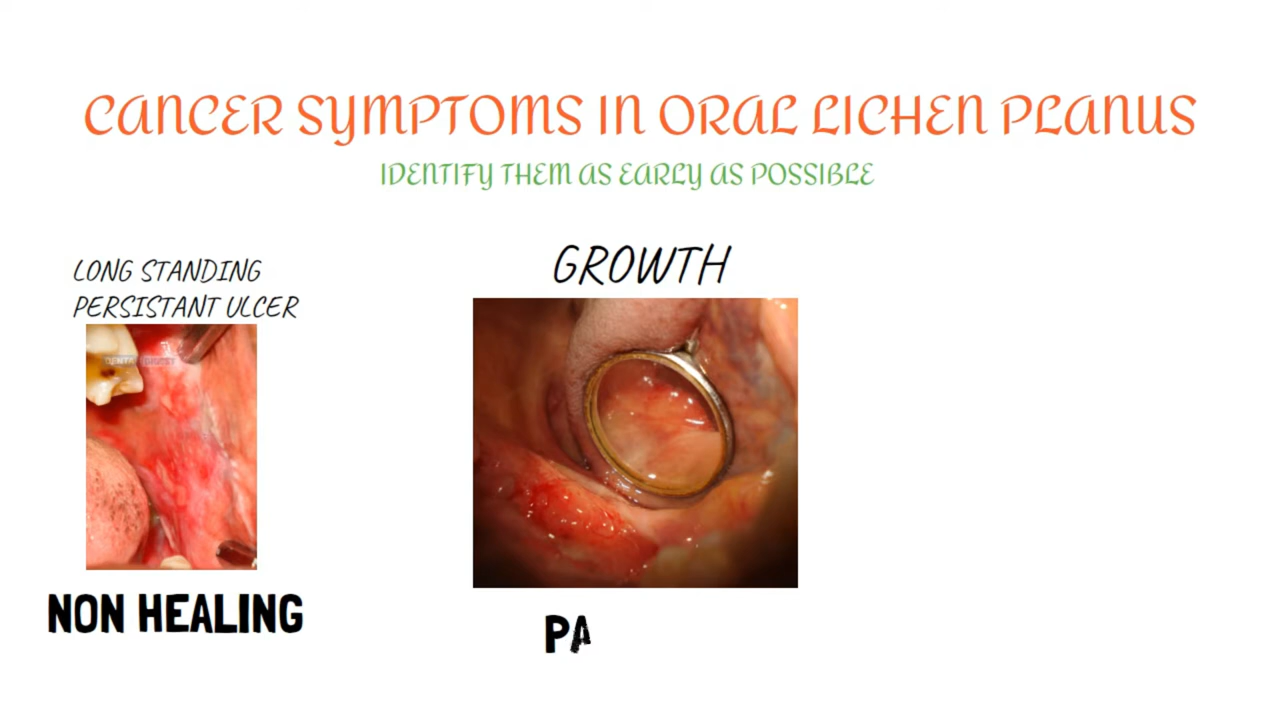 CANCER SYMPTOMS IN ORAL LICHEN PLANUS
IDENTIFY THEM AS EARLY AS POSSIBLE
LONG STANDING
PERSISTANT ULCER
GROWTH
NON HEALING
PA